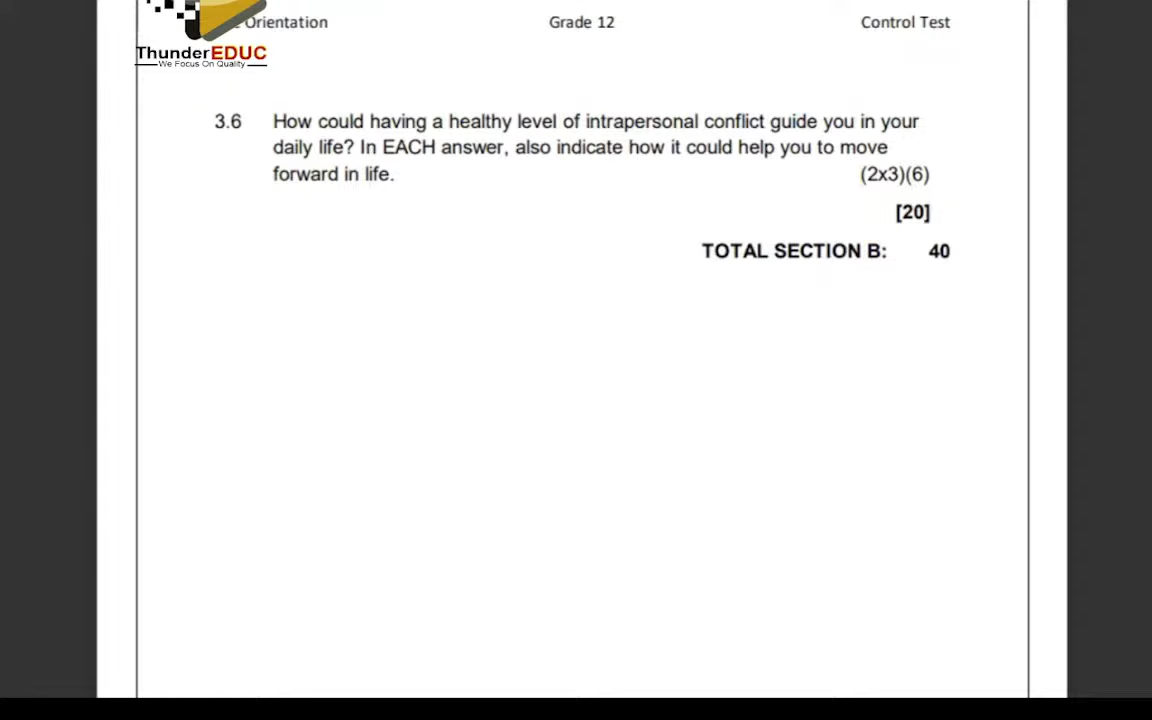 Orientation Grade 12 Control Test
ThunderEDUC
We Focus On Quality
3.6 How could having a healthy level of intrapersonal conflict guide you in your
daily life? In EACH answer, also indicate how it could help you to move
forward in life. (2x3)(6)
[20]
TOTAL SECTION B: 40